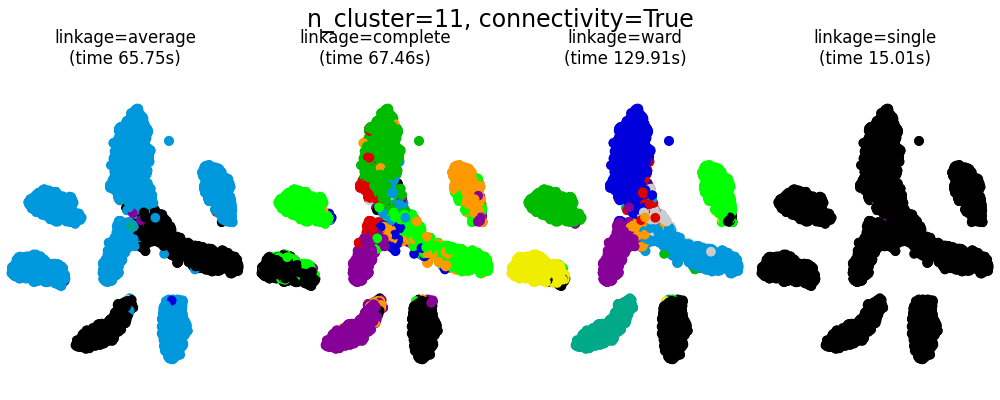 n_cluster=11, connectivity=True
linkage=average
(time 65.75s)
linkage=complete
(time 67.46s)
linkage=ward
(time 129.91s)
linkage=single
(time 15.01s)